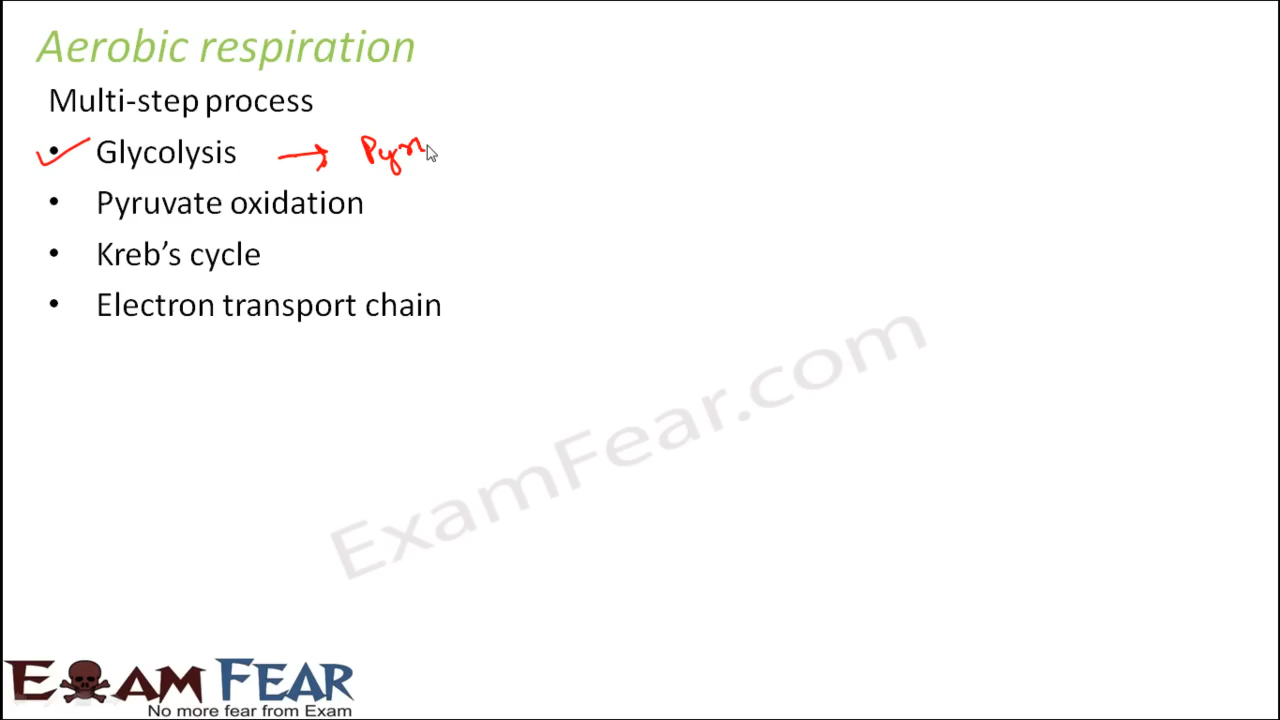 Aerobic respiration
Multi-step process
• Glycolysis → Pyr
• Pyruvate oxidation
• Kreb’s cycle
• Electron transport chain
ExamFear.com
EXAM FEAR
No more fear from Exam